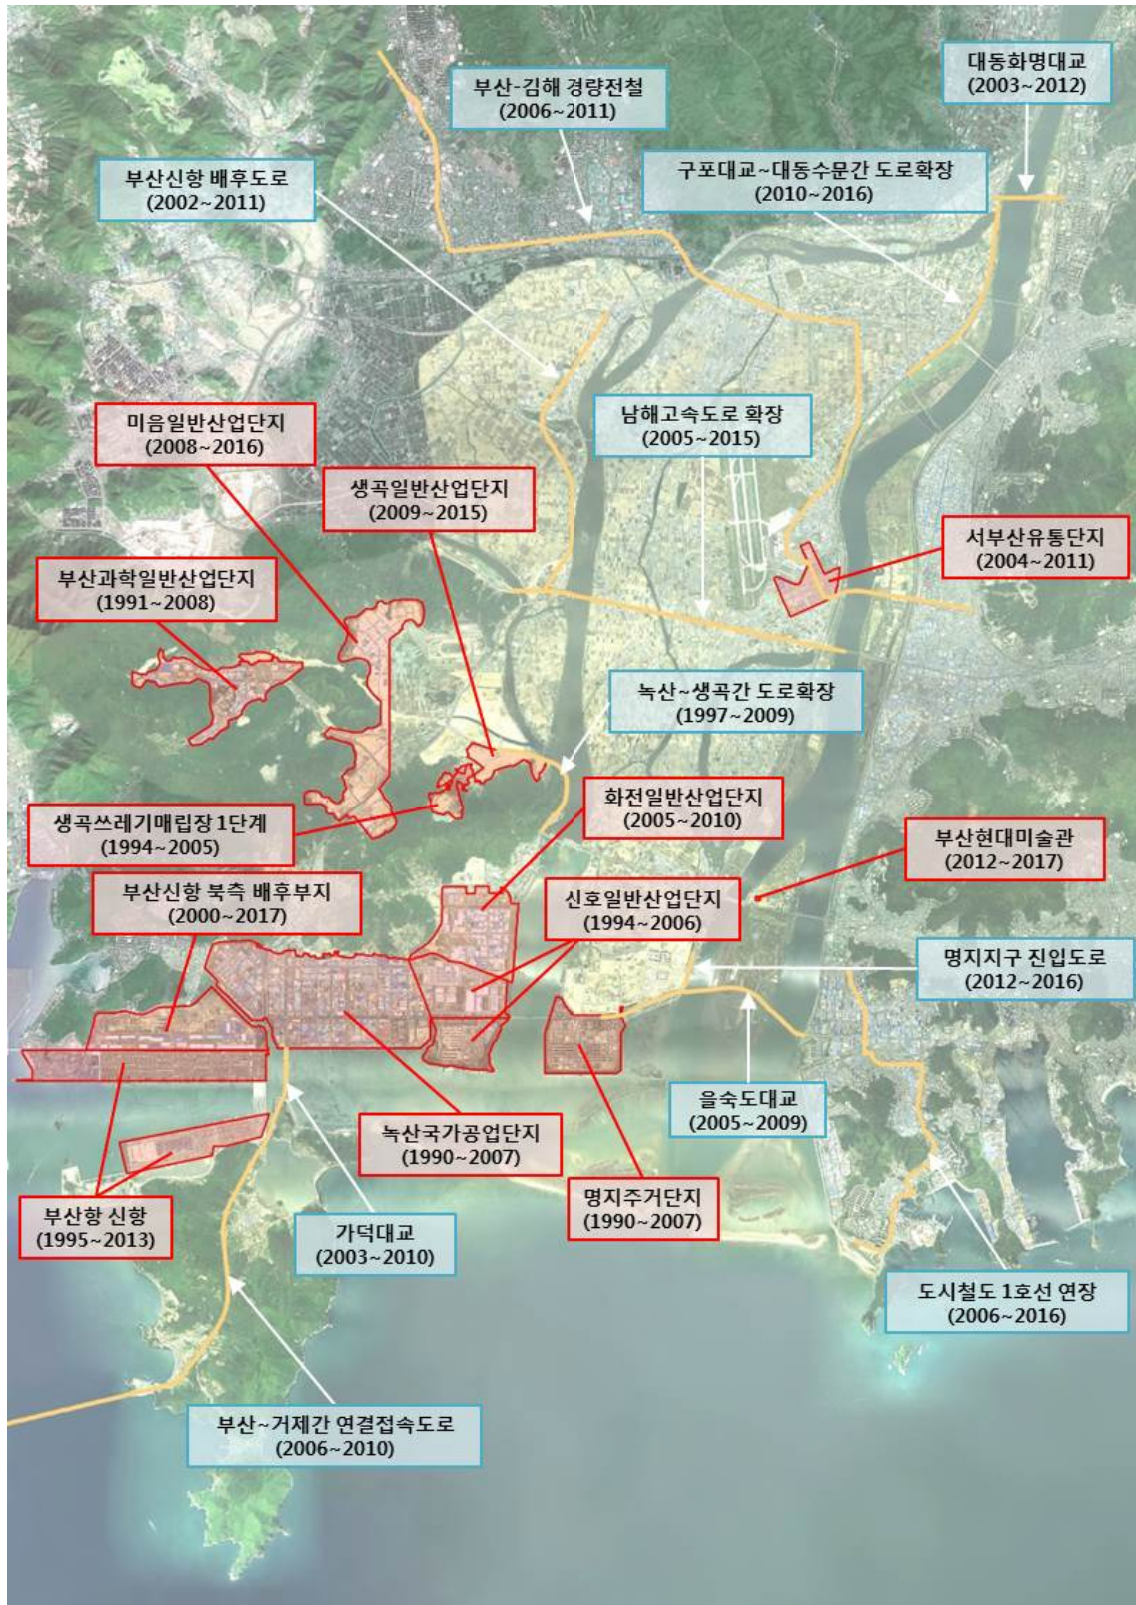 대동화명대교
(2003~2012)
부산-김해 경량전철
(2006~2011)
부산신항 배후도로
(2002~2011)
구포대교~대동수문간 도로확장
(2010~2016)
미음일반산업단지
(2008~2016)
남해고속도로 확장
(2005~2015)
생곡일반산업단지
(2009~2015)
서부산유통단지
(2004~2011)
부산과학일반산업단지
(1991~2008)
녹산~생곡간 도로확장
(1997~2009)
화전일반산업단지
(2005~2010)
생곡쓰레기매립장 1단계
(1994~2005)
부산현대미술관
(2012~2017)
부산신항 북측 배후부지
(2000~2017)
신호일반산업단지
(1994~2006)
명지지구 진입도로
(2012~2016)
을숙도대교
(2005~2009)
녹산국가공업단지
(1990~2007)
명지주거단지
(1990~2007)
부산항 신항
(1995~2013)
가덕대교
(2003~2010)
도시철도 1호선 연장
(2006~2016)
부산~거제간 연결접속도로
(2006~2010)